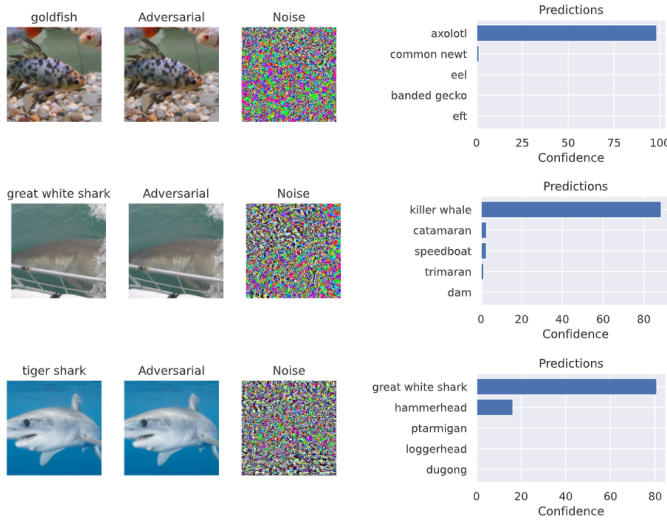 goldfish Adversarial Noise Predictions
axolotl
common newt
eel
banded gecko
eft
0 25 50 75 100
Confidence
great white shark Adversarial Noise Predictions
killer whale
catamaran
speedboat
trimaran
dam
0 20 40 60 80
Confidence
tiger shark Adversarial Noise Predictions
great white shark
hammerhead
ptarmigan
loggerhead
dugong
0 20 40 60 80
Confidence